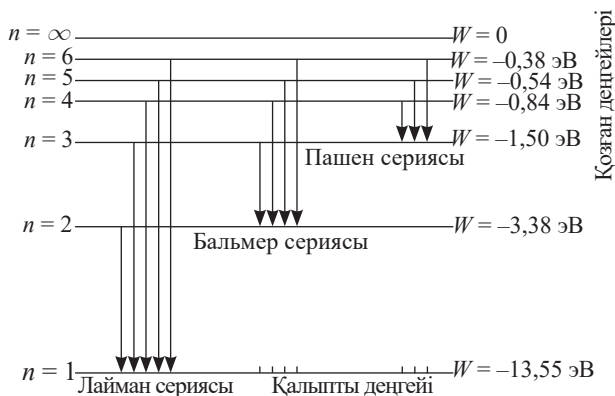 n = ∞ W = 0
n = 6 W = –0,38 эВ
n = 5 W = –0,54 эВ
n = 4 W = –0,84 эВ
n = 3 W = –1,50 эВ
Пашен сериясы
n = 2 W = –3,38 эВ
Бальмер сериясы
n = 1 W = –13,55 эВ
Лайман сериясы Қалыпты деңгейі
Қозған деңгейлері